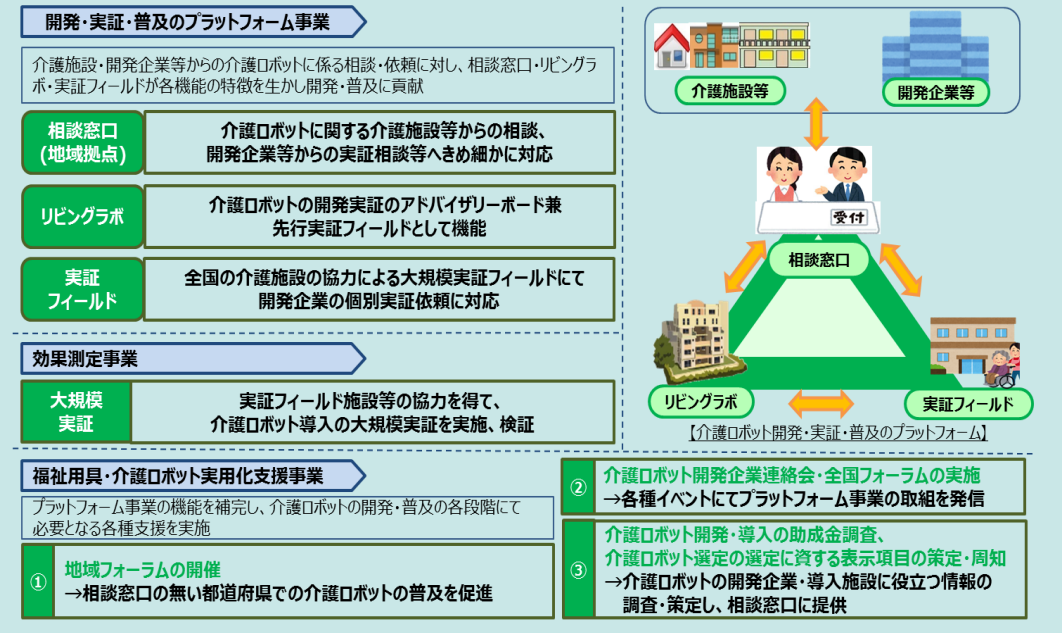 開発・実証・普及のプラットフォーム事業
介護施設・開発企業等からの介護ロボットに係る相談・依頼に対し、相談窓口・リビングラ
ボ・実証フィールドが各機能の特徴を生かし開発・普及に貢献
相談窓口
(地域拠点)
介護ロボットに関する介護施設等からの相談、
開発企業等からの実証相談等へきめ細かに対応
リビングラボ
介護ロボットの開発実証のアドバイザリーボード兼
先行実証フィールドとして機能
実証
フィールド
全国の介護施設の協力による大規模実証フィールドにて
開発企業の個別実証依頼に対応
効果測定事業
大規模
実証
実証フィールド施設等の協力を得て、
介護ロボット導入の大規模実証を実施、検証
介護施設等
開発企業等
受付
相談窓口
リビングラボ
実証フィールド
【介護ロボット開発・実証・普及のプラットフォーム】
福祉用具・介護ロボット実用化支援事業
プラットフォーム事業の機能を補完し、介護ロボットの開発・普及の各段階にて
必要となる各種支援を実施
①
地域フォーラムの開催
→相談窓口の無い都道府県での介護ロボットの普及を促進
②
介護ロボット開発企業連絡会・全国フォーラムの実施
→各種イベントにてプラットフォーム事業の取組を発信
③
介護ロボット開発・導入の助成金調査、
介護ロボット選定の選定に資する表示項目の策定・周知
→介護ロボットの開発企業・導入施設に役立つ情報の
調査・策定し、相談窓口に提供